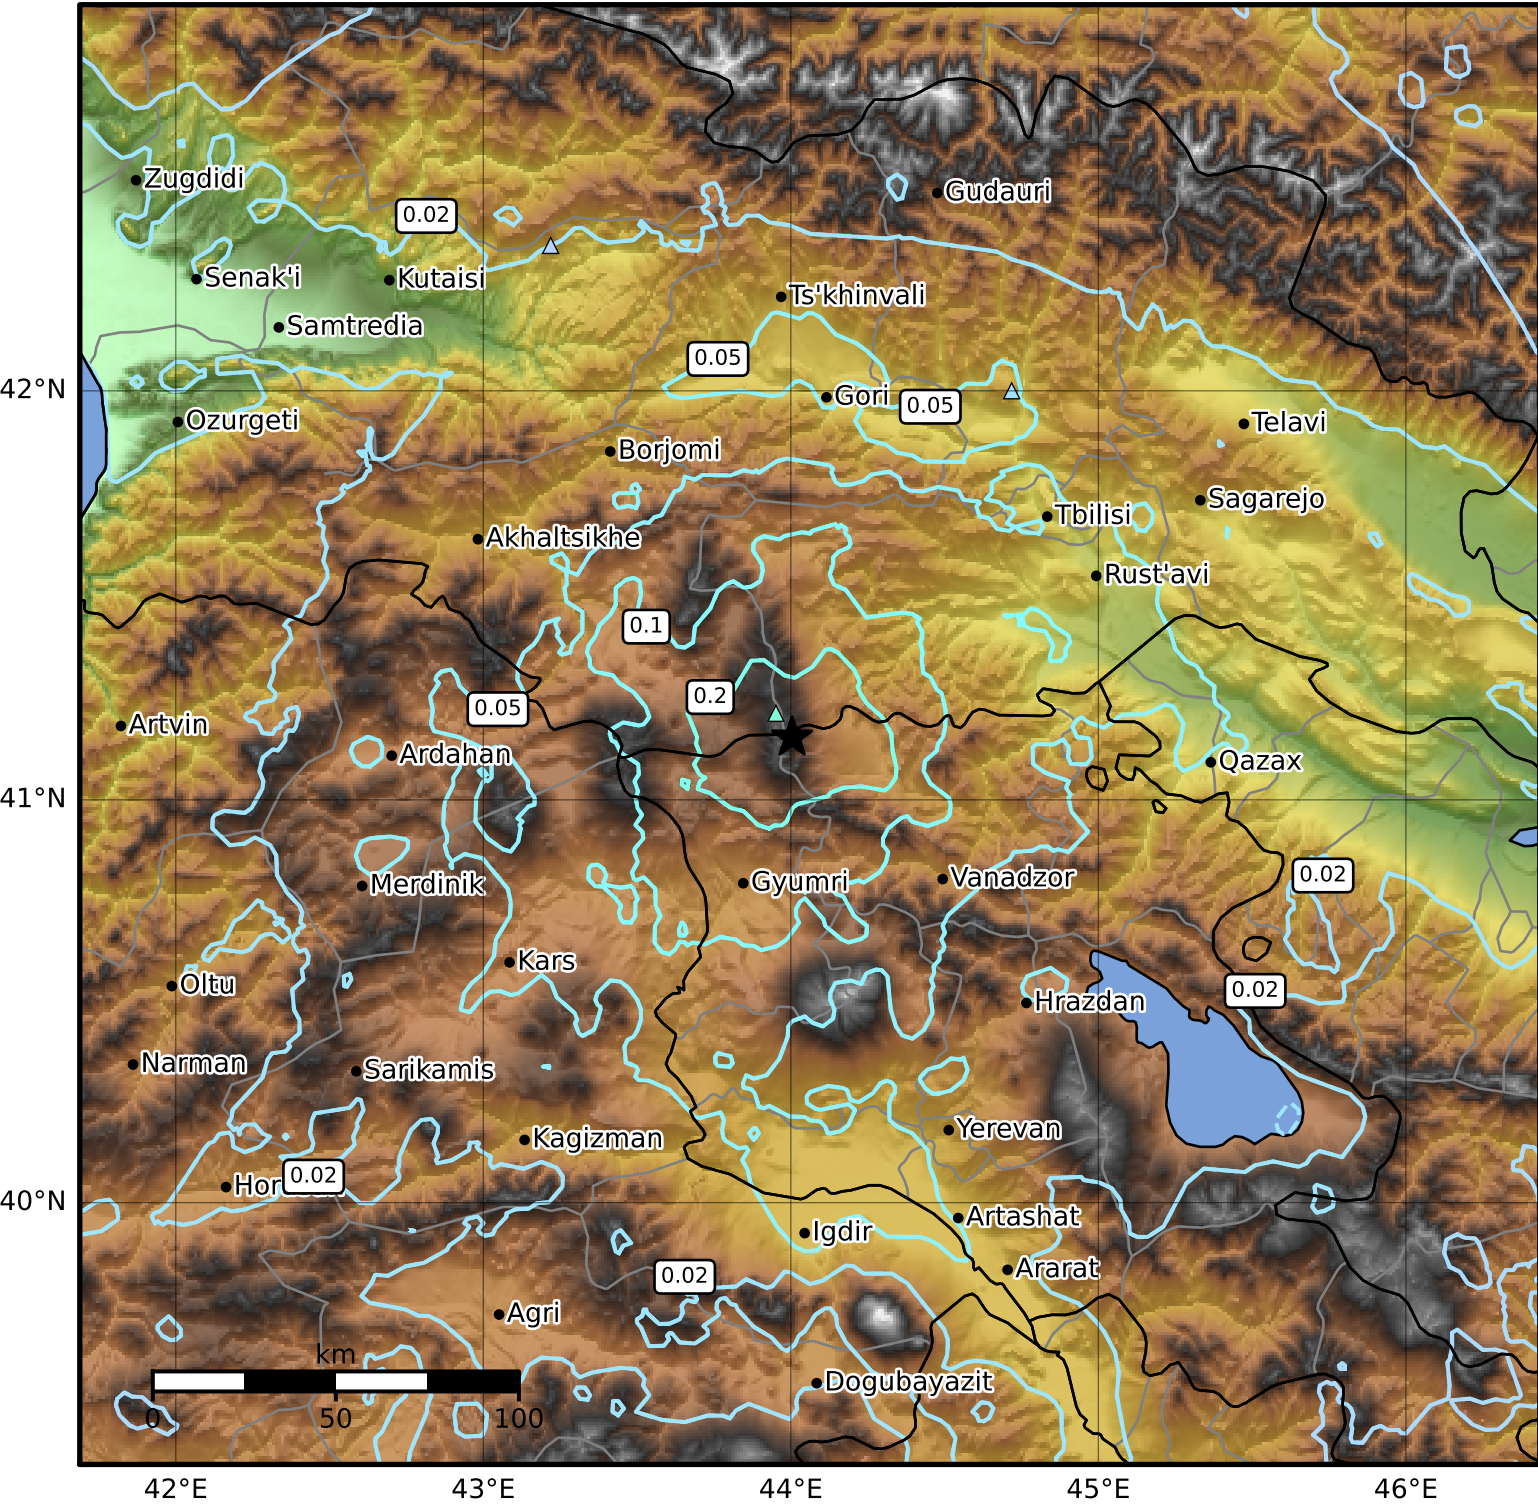 Zugdidi
Gudauri
0.02
Senak'i
Kutaisi
Ts'khinvali
Samtredia
0.05
42°N
Gori
0.05
Ozurgeti
Telavi
Borjomi
Sagarejo
Tbilisi
Akhaltsikhe
Rust'avi
0.1
0.2
0.05
Artvin
Ardahan
Qazax
41°N
Merdinik
Gyumri
Vanadzor
0.02
Kars
Oltu
0.02
Hrazdan
Narman
Sarikamis
Kagizman
Yerevan
0.02
40°N
Artashat
Igdir
Ararat
0.02
Agri
km
Dogubayazit
0 50 100
42°E 43°E 44°E 45°E 46°E